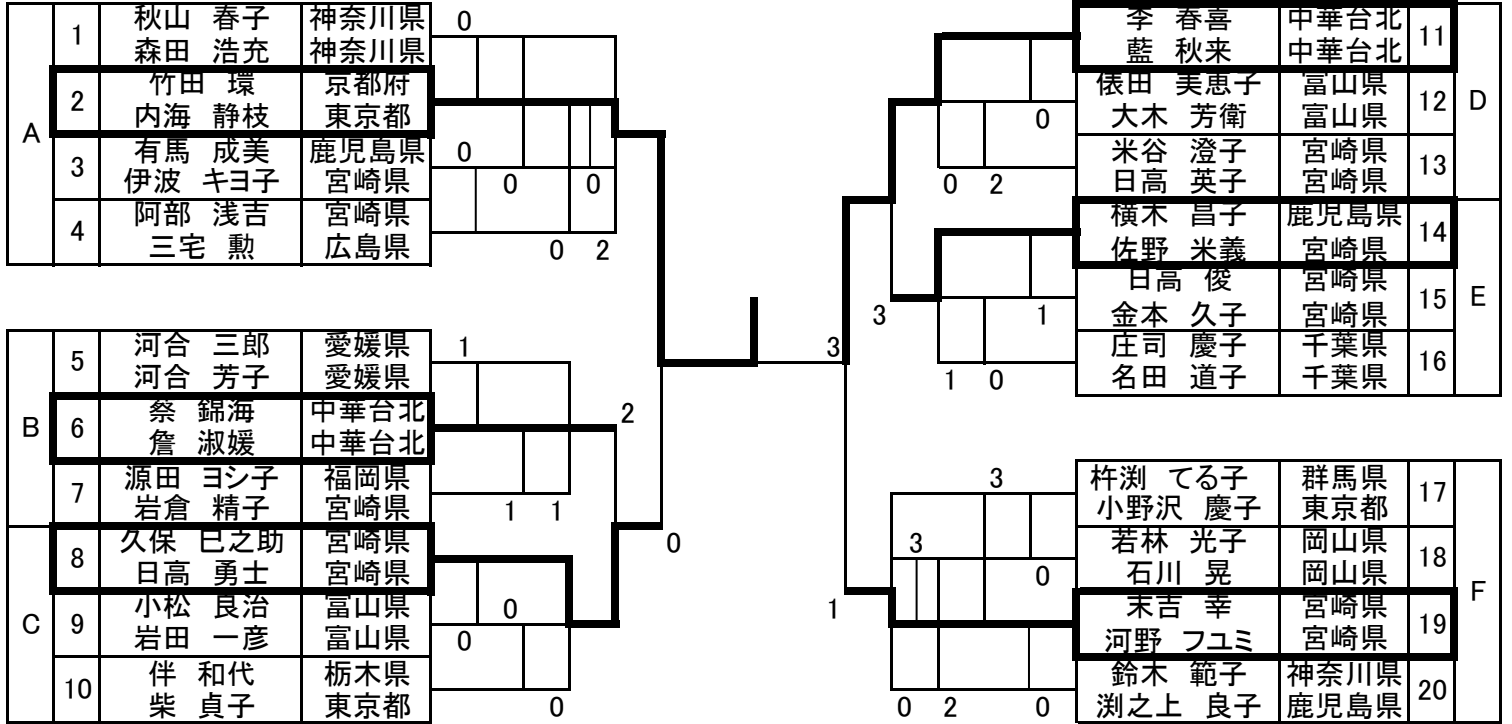 A
1 秋山 春子 神奈川県
森田 浩充 神奈川県
2 竹田 環 京都府
内海 静枝 東京都
3 有馬 成美 鹿児島県
伊波 キヨ子 宮崎県
4 阿部 浅吉 宮崎県
三宅 勲 広島県
0
0
0 0
0 2
B
5 河合 三郎 愛媛県
河合 芳子 愛媛県
6 蔡 錦海 中華台北
詹 淑媛 中華台北
7 源田 ヨシ子 福岡県
岩倉 精子 宮崎県
1
2
1 1
C
8 久保 巳之助 宮崎県
日高 勇士 宮崎県
9 小松 良治 富山県
岩田 一彦 富山県
10 伴 和代 栃木県
柴 貞子 東京都
0
0
0
0
李 春喜 中華台北 11
藍 秋来 中華台北
俵田 美恵子 富山県 12
大木 芳衛 富山県
米谷 澄子 宮崎県 13
日高 英子 宮崎県
D
0
0 2
横木 昌子 鹿児島県 14
佐野 米義 宮崎県
日高 俊 宮崎県 15
金本 久子 宮崎県
庄司 慶子 千葉県 16
名田 道子 千葉県
E
3
1
3
1 0
杵渕 てる子 群馬県 17
小野沢 慶子 東京都
若林 光子 岡山県 18
石川 晃 岡山県
末吉 幸 宮崎県 19
河野 フユミ 宮崎県
鈴木 範子 神奈川県 20
渕之上 良子 鹿児島県
F
3
3
0
1
0 2 0